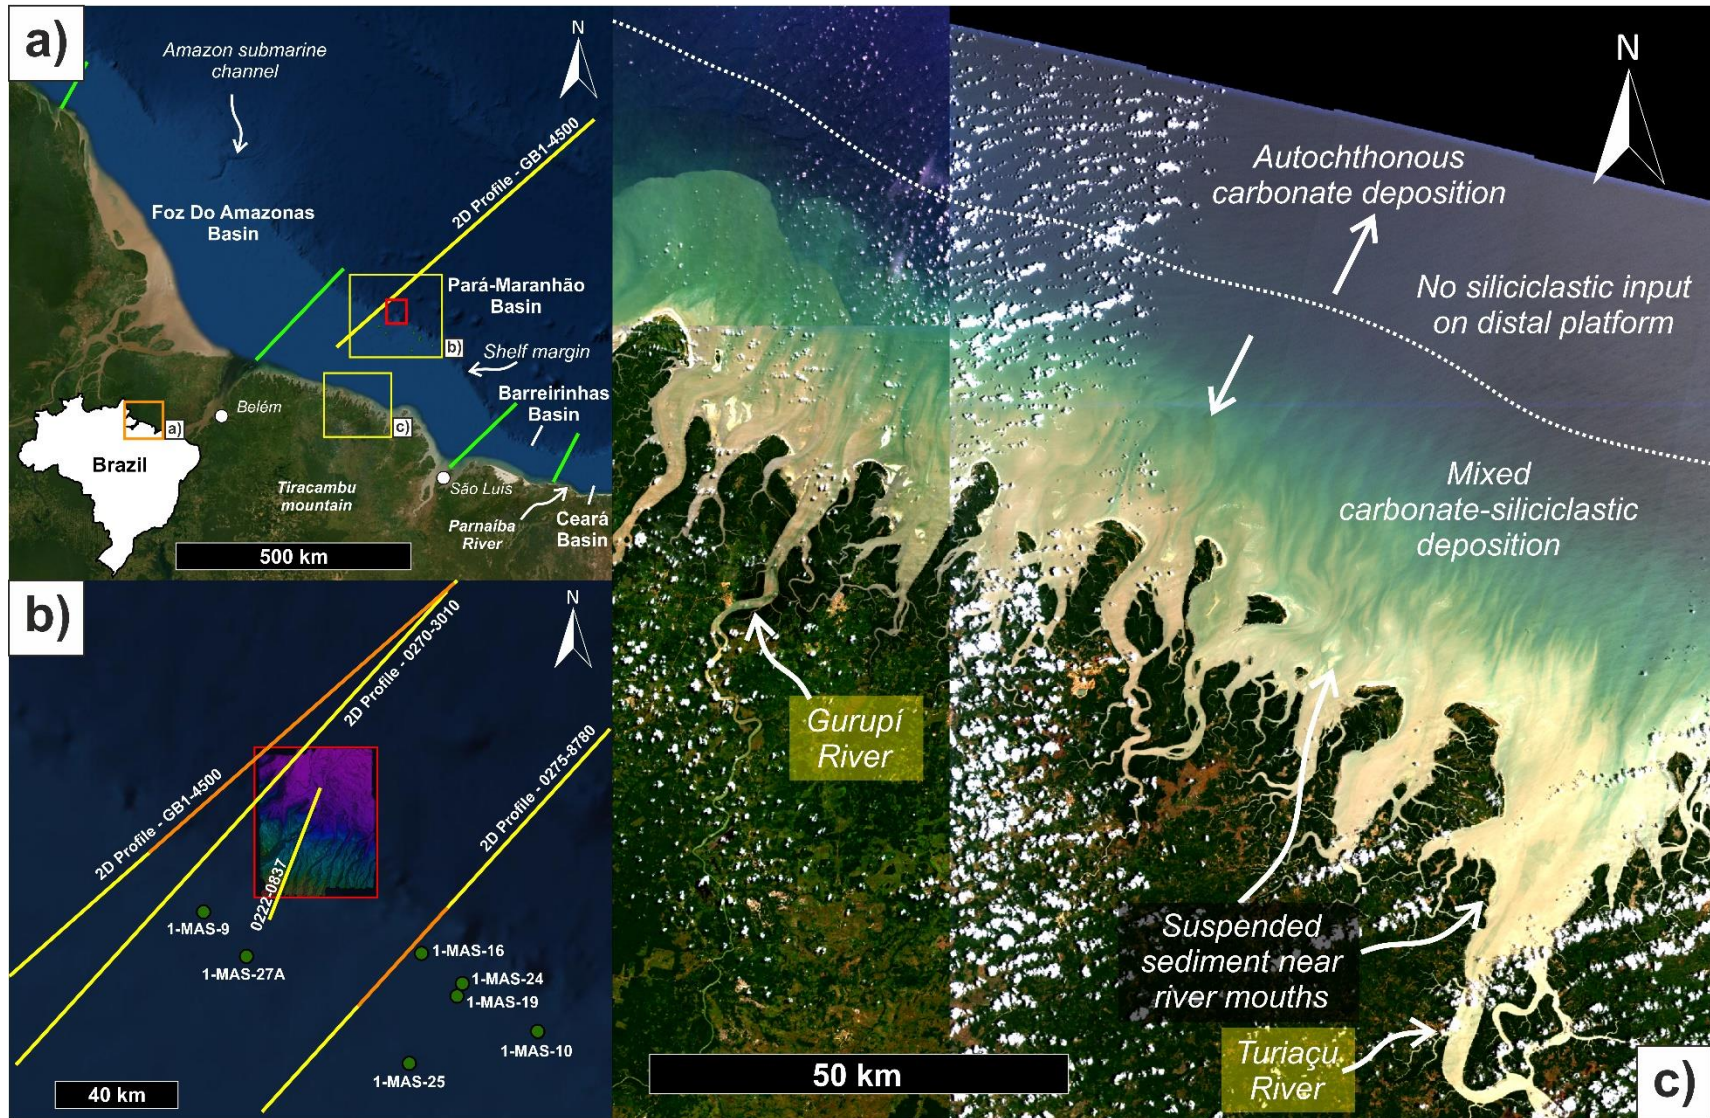 a)
Amazon submarine
channel
N
Foz Do Amazonas
Basin
2D Profile - GB1-4500
Pará-Maranhão
Basin
b)
Shelf margin
Barreirinhas
Basin
Belém
c)
a)
Brazil
Tiracambu
mountain
São Luis
Parnaíba
River
Ceará
Basin
500 km
b)
N
2D Profile - 0270-3010
2D Profile - GB1-4500
2D Profile - 0275-8780
0222-0837
1-MAS-9
1-MAS-27A
1-MAS-16
1-MAS-24
1-MAS-19
1-MAS-10
1-MAS-25
40 km
N
Autochthonous
carbonate deposition
No siliciclastic input
on distal platform
Mixed
carbonate-siliciclastic
deposition
Gurupí
River
Suspended
sediment near
river mouths
Turiaçu
River
50 km
c)